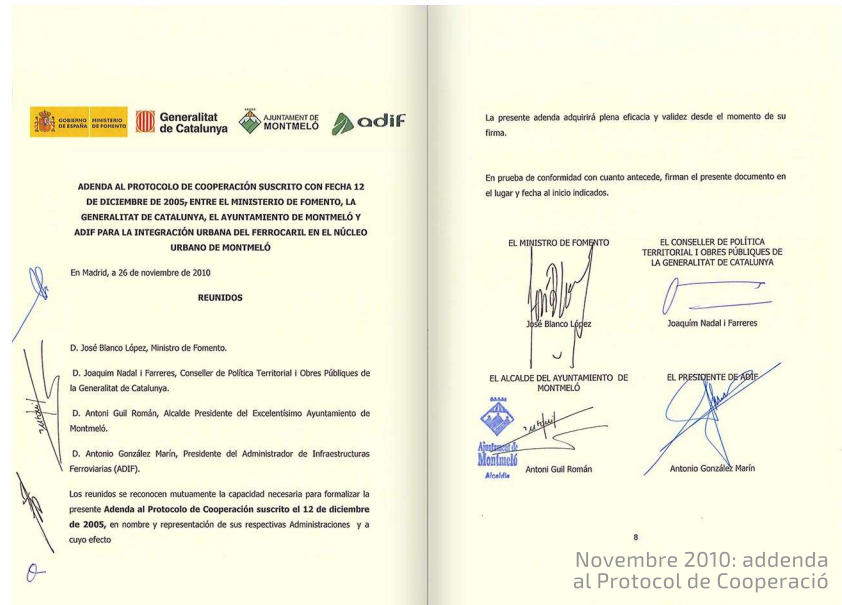 GOBIERNO DE ESPAÑA
MINISTERIO DE FOMENTO
Generalitat de Catalunya
AJUNTAMENT DE MONTMELÓ
adif
ADENDA AL PROTOCOLO DE COOPERACIÓN SUSCRITO CON FECHA 12
DE DICIEMBRE DE 2005, ENTRE EL MINISTERIO DE FOMENTO, LA
GENERALITAT DE CATALUNYA, EL AYUNTAMIENTO DE MONTMELÓ Y
ADIF PARA LA INTEGRACIÓN URBANA DEL FERROCARIL EN EL NÚCLEO
URBANO DE MONTMELÓ
En Madrid, a 26 de noviembre de 2010
REUNIDOS
D. José Blanco López, Ministro de Fomento.
D. Joaquim Nadal i Farreres, Conseller de Política Territorial i Obres Públiques de
la Generalitat de Catalunya.
D. Antoni Guil Román, Alcalde Presidente del Excelentísimo Ayuntamiento de
Montmeló.
D. Antonio González Marín, Presidente del Administrador de Infraestructuras
Ferroviarias (ADIF).
Los reunidos se reconocen mutuamente la capacidad necesaria para formalizar la
presente Adenda al Protocolo de Cooperación suscrito el 12 de diciembre
de 2005, en nombre y representación de sus respectivas Administraciones y a
cuyo efecto
La presente adenda adquirirá plena eficacia y validez desde el momento de su
firma.
En prueba de conformidad con cuanto antecede, firman el presente documento en
el lugar y fecha al inicio indicados.
EL MINISTRO DE FOMENTO
José Blanco López
EL CONSELLER DE POLÍTICA
TERRITORIAL I OBRES PÚBLIQUES DE
LA GENERALITAT DE CATALUNYA
Joaquim Nadal i Farreres
EL ALCALDE DEL AYUNTAMIENTO DE
MONTMELÓ
Ajuntament de
Montmeló
Alcaldia
Antoni Guil Román
EL PRESIDENTE DE ADIF
Antonio González Marín
8
Novembre 2010: addenda
al Protocol de Cooperació